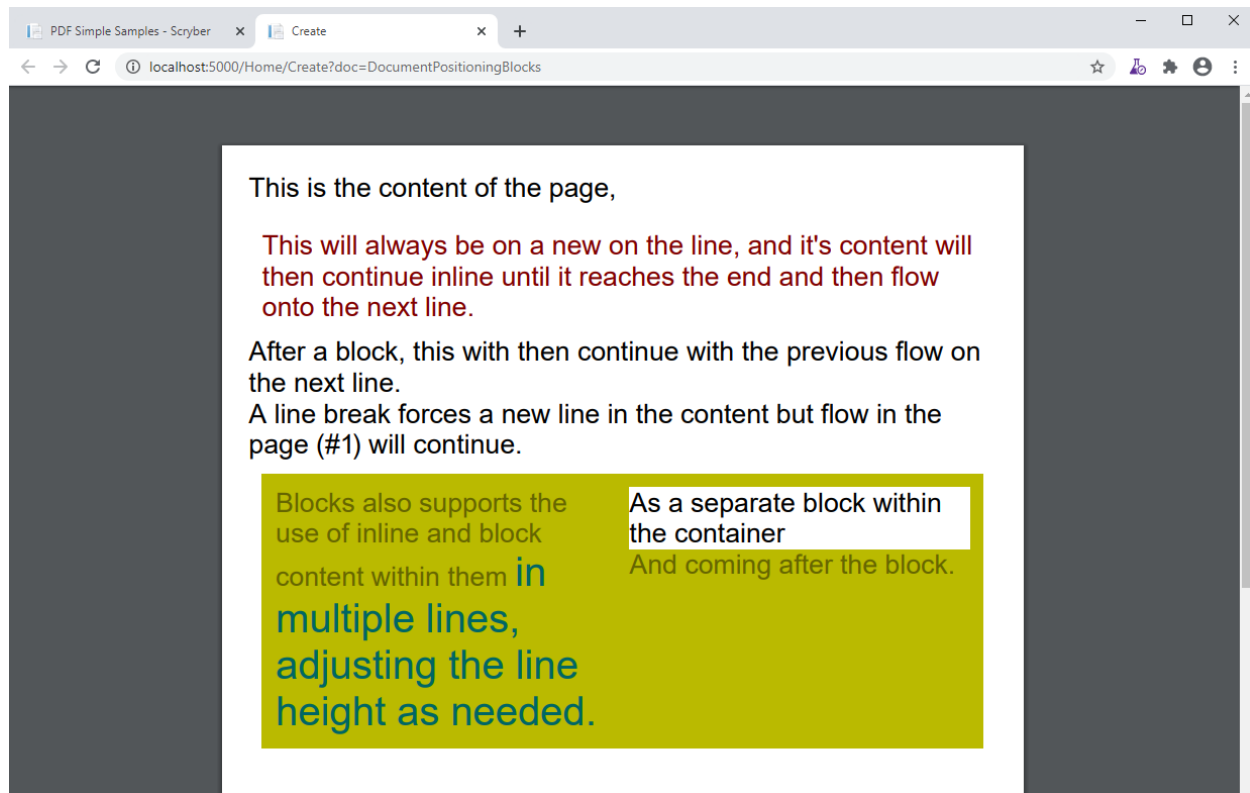 PDF Simple Samples - Scryber
Create
localhost:5000/Home/Create?doc=DocumentPositioningBlocks
This is the content of the page,
This will always be on a new on the line, and it's content will
then continue inline until it reaches the end and then flow
onto the next line.
After a block, this with then continue with the previous flow on
the next line.
A line break forces a new line in the content but flow in the
page (#1) will continue.
Blocks also supports the
use of inline and block
content within them in
multiple lines,
adjusting the line
height as needed.
As a separate block within
the container
And coming after the block.